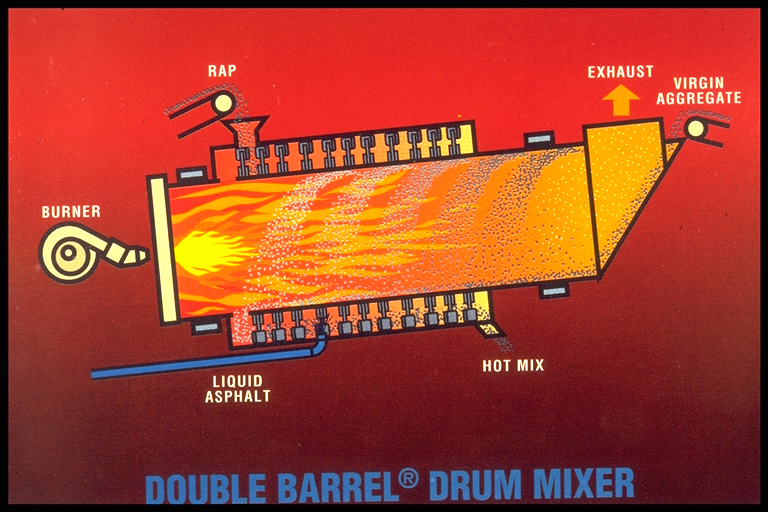 RAP
EXHAUST
VIRGIN
AGGREGATE
BURNER
HOT MIX
LIQUID
ASPHALT
DOUBLE BARREL® DRUM MIXER